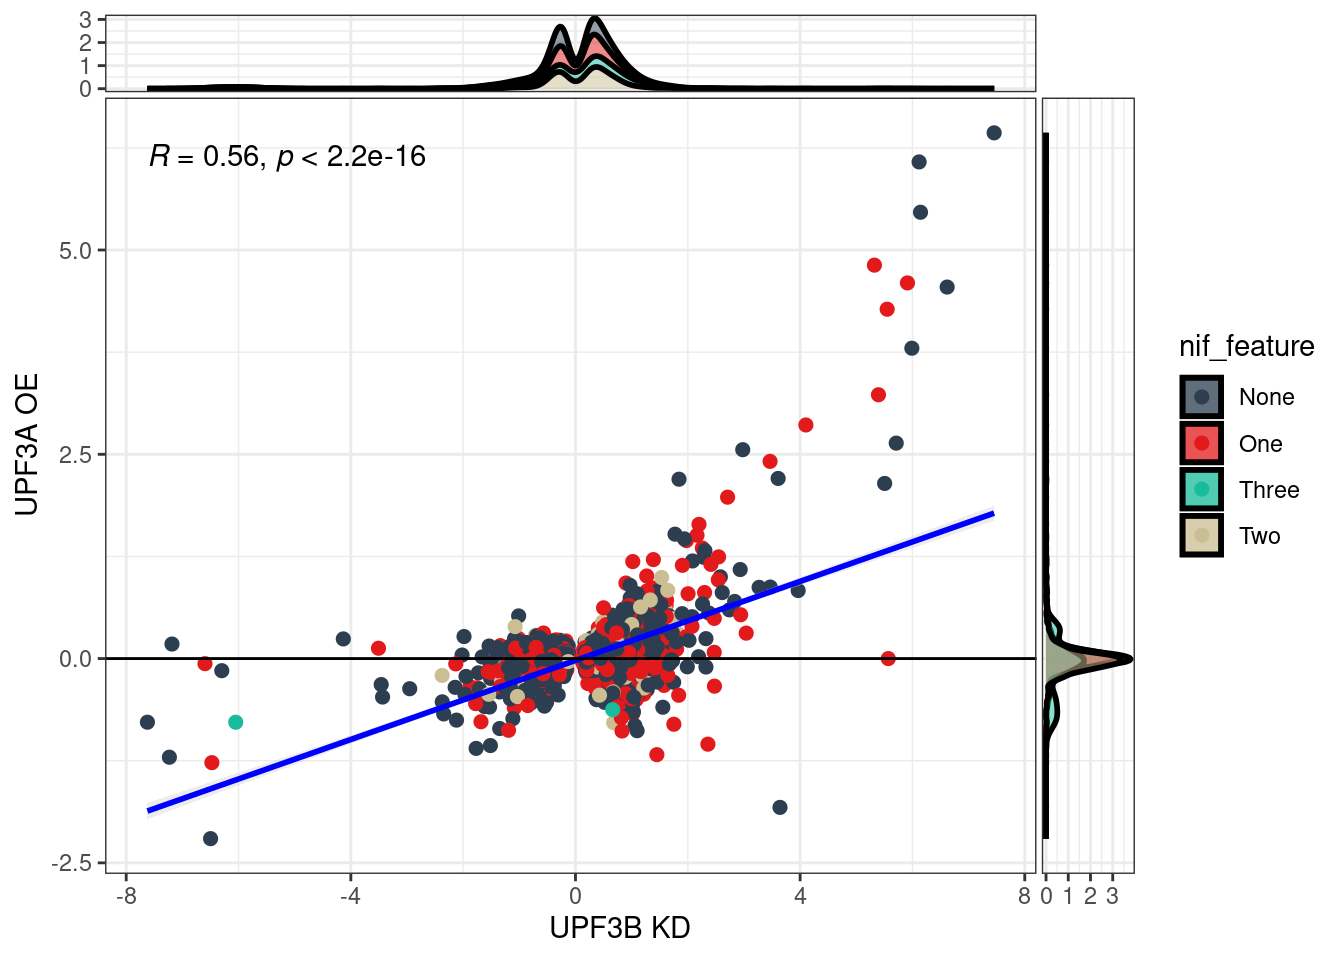 3
2
1
0
R = 0.56, p < 2.2e-16
5.0
2.5
0.0
-2.5
UPF3A OE
-8 -4 0 4 8
0 1 2 3
UPF3B KD
nif_feature
None
One
Three
Two